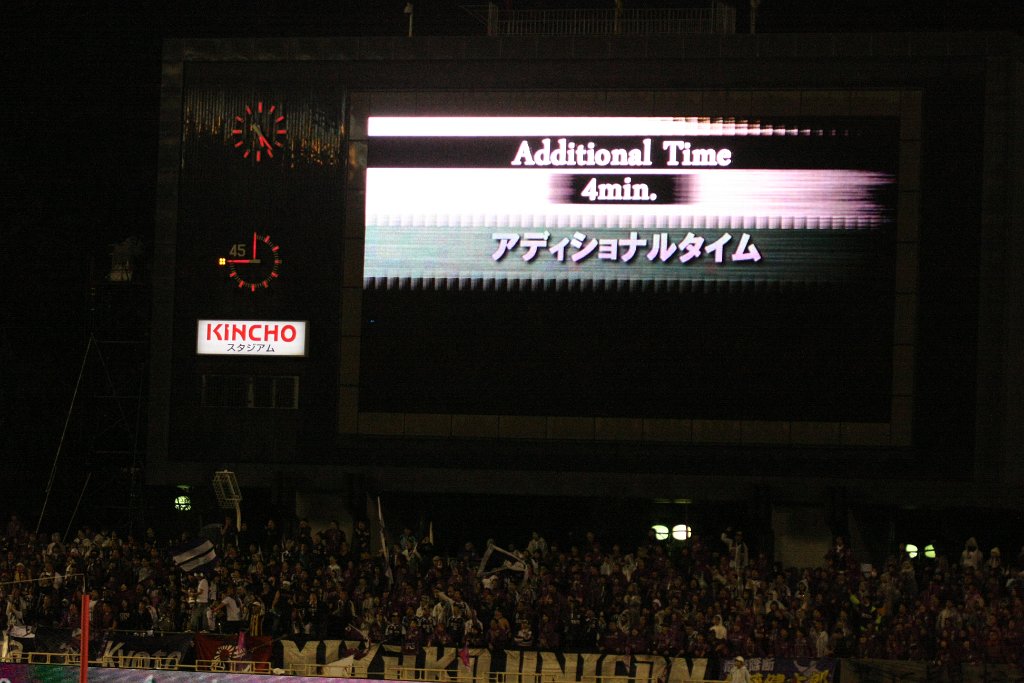 Additional Time
4min.
アディショナルタイム
45
KINCHO
スタジアム
Kyoto